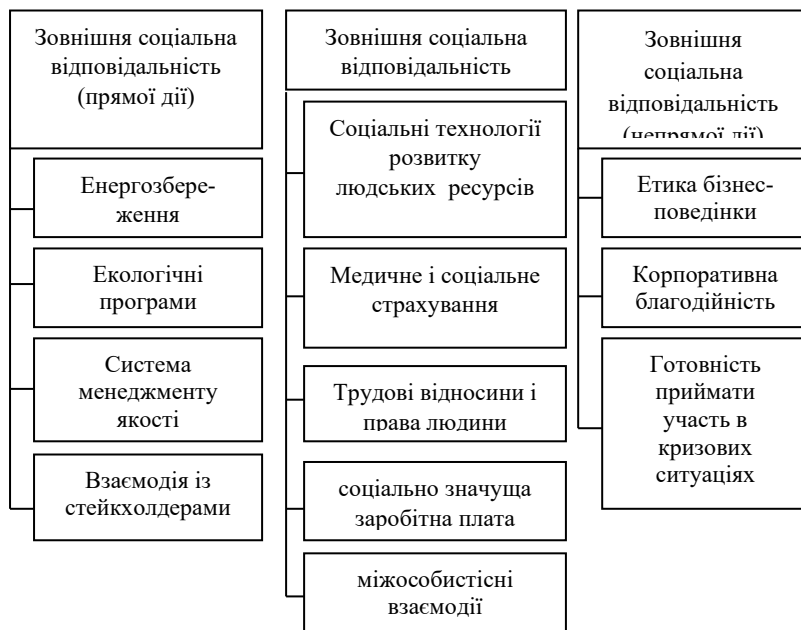 Зовнішня соціальна
відповідальність
(прямої дії)
Енергозбере-
ження
Екологічні
програми
Система
менеджменту
якості
Взаємодія із
стейкхолдерами
Зовнішня соціальна
відповідальність
Соціальні технології
розвитку
людських ресурсів
Медичне і соціальне
страхування
Трудові відносини і
права людини
соціально значуща
заробітна плата
міжособистісні
взаємодії
Зовнішня
соціальна
відповідальність
(непрямої дії)
Етика бізнес-
поведінки
Корпоративна
благодійність
Готовність
приймати
участь в
кризових
ситуаціях